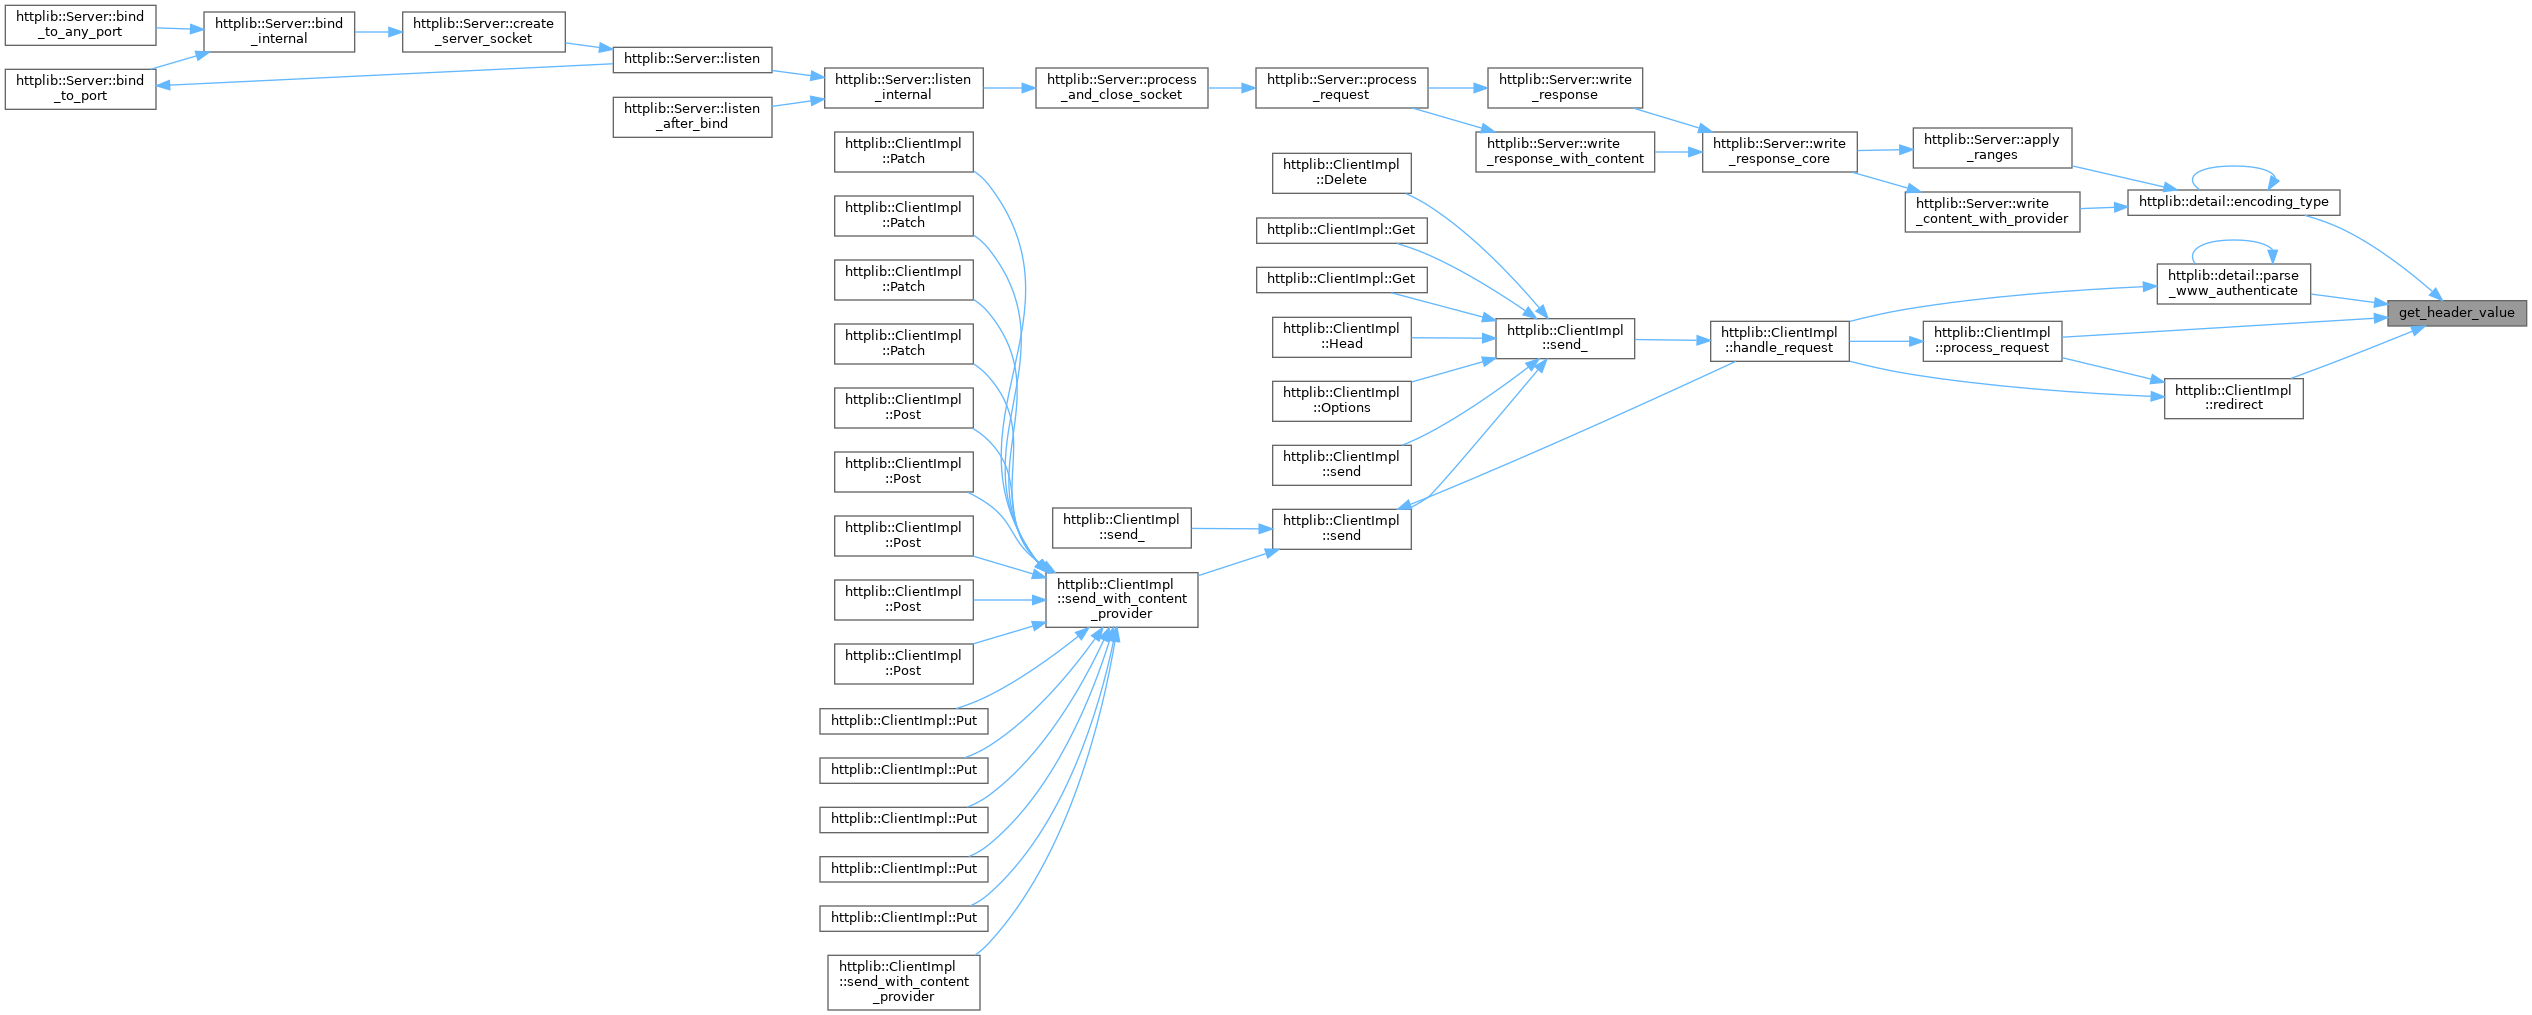 httplib::Server::bind
_to_any_port
httplib::Server::bind
_to_port
httplib::Server::bind
_internal
httplib::Server::create
_server_socket
httplib::Server::listen
httplib::Server::listen
_after_bind
httplib::Server::listen
_internal
httplib::Server::process
_and_close_socket
httplib::Server::process
_request
httplib::Server::write
_response
httplib::Server::write
_response_with_content
httplib::Server::write
_response_core
httplib::Server::apply
_ranges
httplib::Server::write
_content_with_provider
httplib::detail::encoding_type
httplib::detail::parse
_www_authenticate
get_header_value
httplib::ClientImpl
::process_request
httplib::ClientImpl
::redirect
httplib::ClientImpl
::handle_request
httplib::ClientImpl
::send_
httplib::ClientImpl
::Delete
httplib::ClientImpl::Get
httplib::ClientImpl::Get
httplib::ClientImpl
::Head
httplib::ClientImpl
::Options
httplib::ClientImpl
::send
httplib::ClientImpl
::send
httplib::ClientImpl
::send_
httplib::ClientImpl
::send_with_content
_provider
httplib::ClientImpl
::Patch
httplib::ClientImpl
::Patch
httplib::ClientImpl
::Patch
httplib::ClientImpl
::Patch
httplib::ClientImpl
::Post
httplib::ClientImpl
::Post
httplib::ClientImpl
::Post
httplib::ClientImpl
::Post
httplib::ClientImpl
::Post
httplib::ClientImpl::Put
httplib::ClientImpl::Put
httplib::ClientImpl::Put
httplib::ClientImpl::Put
httplib::ClientImpl::Put
httplib::ClientImpl
::send_with_content
_provider